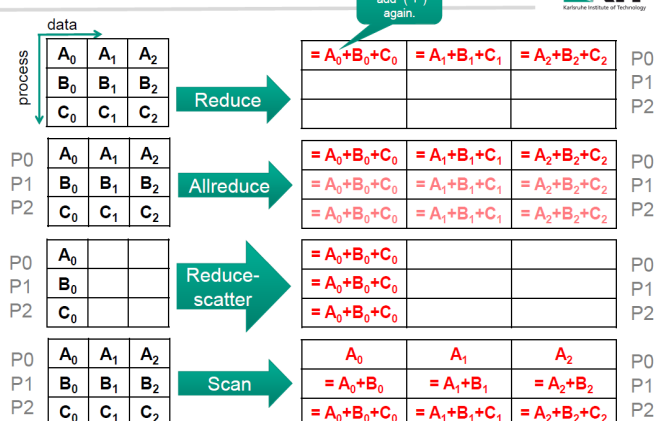 again.
Karlsruhe Institute of Technology
data
process
A₀ A₁ A₂ = A₀+B₀+C₀ = A₁+B₁+C₁ = A₂+B₂+C₂ P0
B₀ B₁ B₂ P1
C₀ C₁ C₂ P2
Reduce
P0 A₀ A₁ A₂ = A₀+B₀+C₀ = A₁+B₁+C₁ = A₂+B₂+C₂ P0
P1 B₀ B₁ B₂ Allreduce = A₀+B₀+C₀ = A₁+B₁+C₁ = A₂+B₂+C₂ P1
P2 C₀ C₁ C₂ = A₀+B₀+C₀ = A₁+B₁+C₁ = A₂+B₂+C₂ P2
P0 A₀ = A₀+B₀+C₀ P0
P1 B₀ Reduce- = A₀+B₀+C₀ P1
P2 C₀ scatter = A₀+B₀+C₀ P2
P0 A₀ A₁ A₂ A₀ A₁ A₂ P0
P1 B₀ B₁ B₂ Scan = A₀+B₀ = A₁+B₁ = A₂+B₂ P1
P2 C₀ C₁ C₂ = A₀+B₀+C₀ = A₁+B₁+C₁ = A₂+B₂+C₂ P2